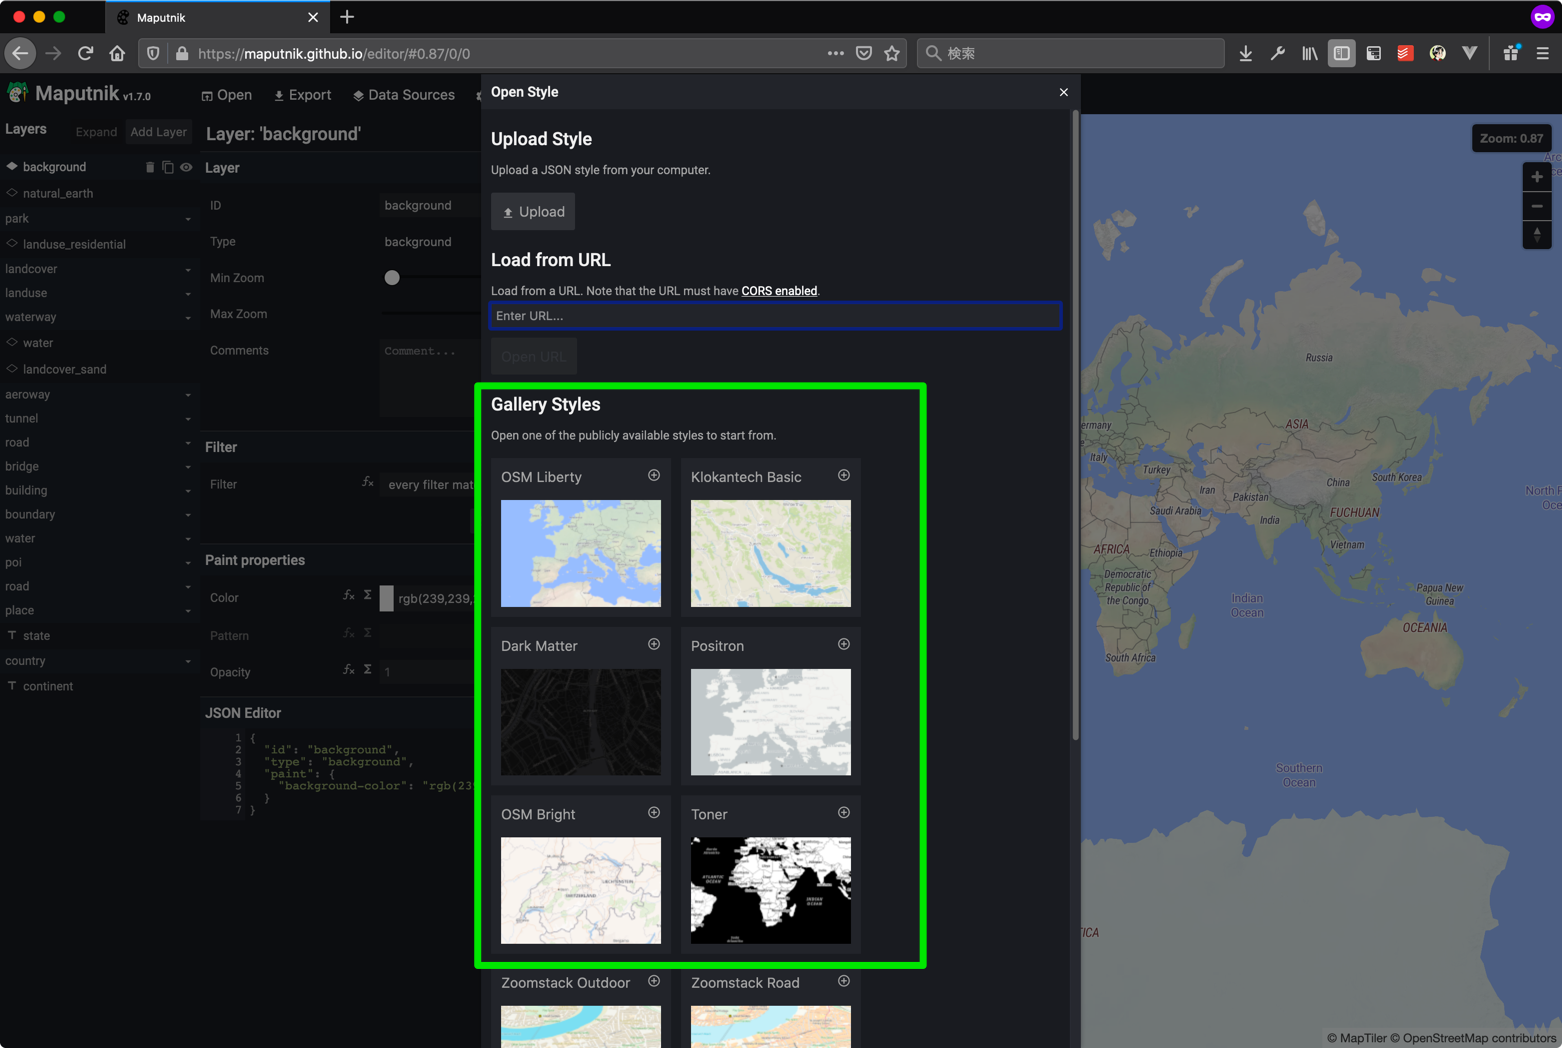 Maputnik
https://maputnik.github.io/editor/#0.87/0/0
検索
Maputnik v1.7.0
Open
Export
Data Sources
Layers
Expand
Add Layer
background
natural_earth
park
landuse_residential
landcover
landuse
waterway
water
landcover_sand
aeroway
tunnel
road
bridge
building
boundary
water
poi
road
place
state
country
continent
Layer: 'background'
Layer
ID
background
Type
background
Min Zoom
Max Zoom
Comments
Comment...
Filter
Filter
every filter mat
Paint properties
Color
rgb(239,239,
Pattern
Opacity
1
JSON Editor
1 {
2 "id": "background",
3 "type": "background",
4 "paint": {
5 "background-color": "rgb(23
6 }
7 }
Open Style
Upload Style
Upload a JSON style from your computer.
Upload
Load from URL
Load from a URL. Note that the URL must have CORS enabled.
Enter URL...
Open URL
Gallery Styles
Open one of the publicly available styles to start from.
OSM Liberty
Klokantech Basic
Dark Matter
Positron
OSM Bright
Toner
Zoomstack Outdoor
Zoomstack Road
Zoom: 0.87
Arc
ce
Russia
ermany
ASIA
Italy
Turkey
China
South Korea
Iran
Pakistan
North P
Oce
Saudi Arabia
India
FUCHUAN
Vietnam
AFRICA
Ethiopia
Democratic
Republic of
the Congo
Papua New
Guinea
Indian
Ocean
OCEANIA
South Africa
Southern
Ocean
ICA
© MapTiler © OpenStreetMap contributors